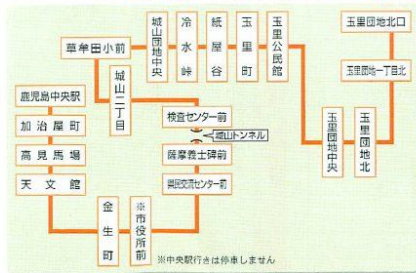 玉里団地北口
玉里団地一丁目北
玉里団地北
玉里団地中央
玉里公民館
玉里町
紙屋谷
冷水峠
城山団地中央
草牟田小前
城山二丁目
検査センター前
城山トンネル
薩摩義士碑前
県民交流センター前
※市役所前
金生町
天文館
高見馬場
加治屋町
鹿児島中央駅
※中央駅行きは停車しません